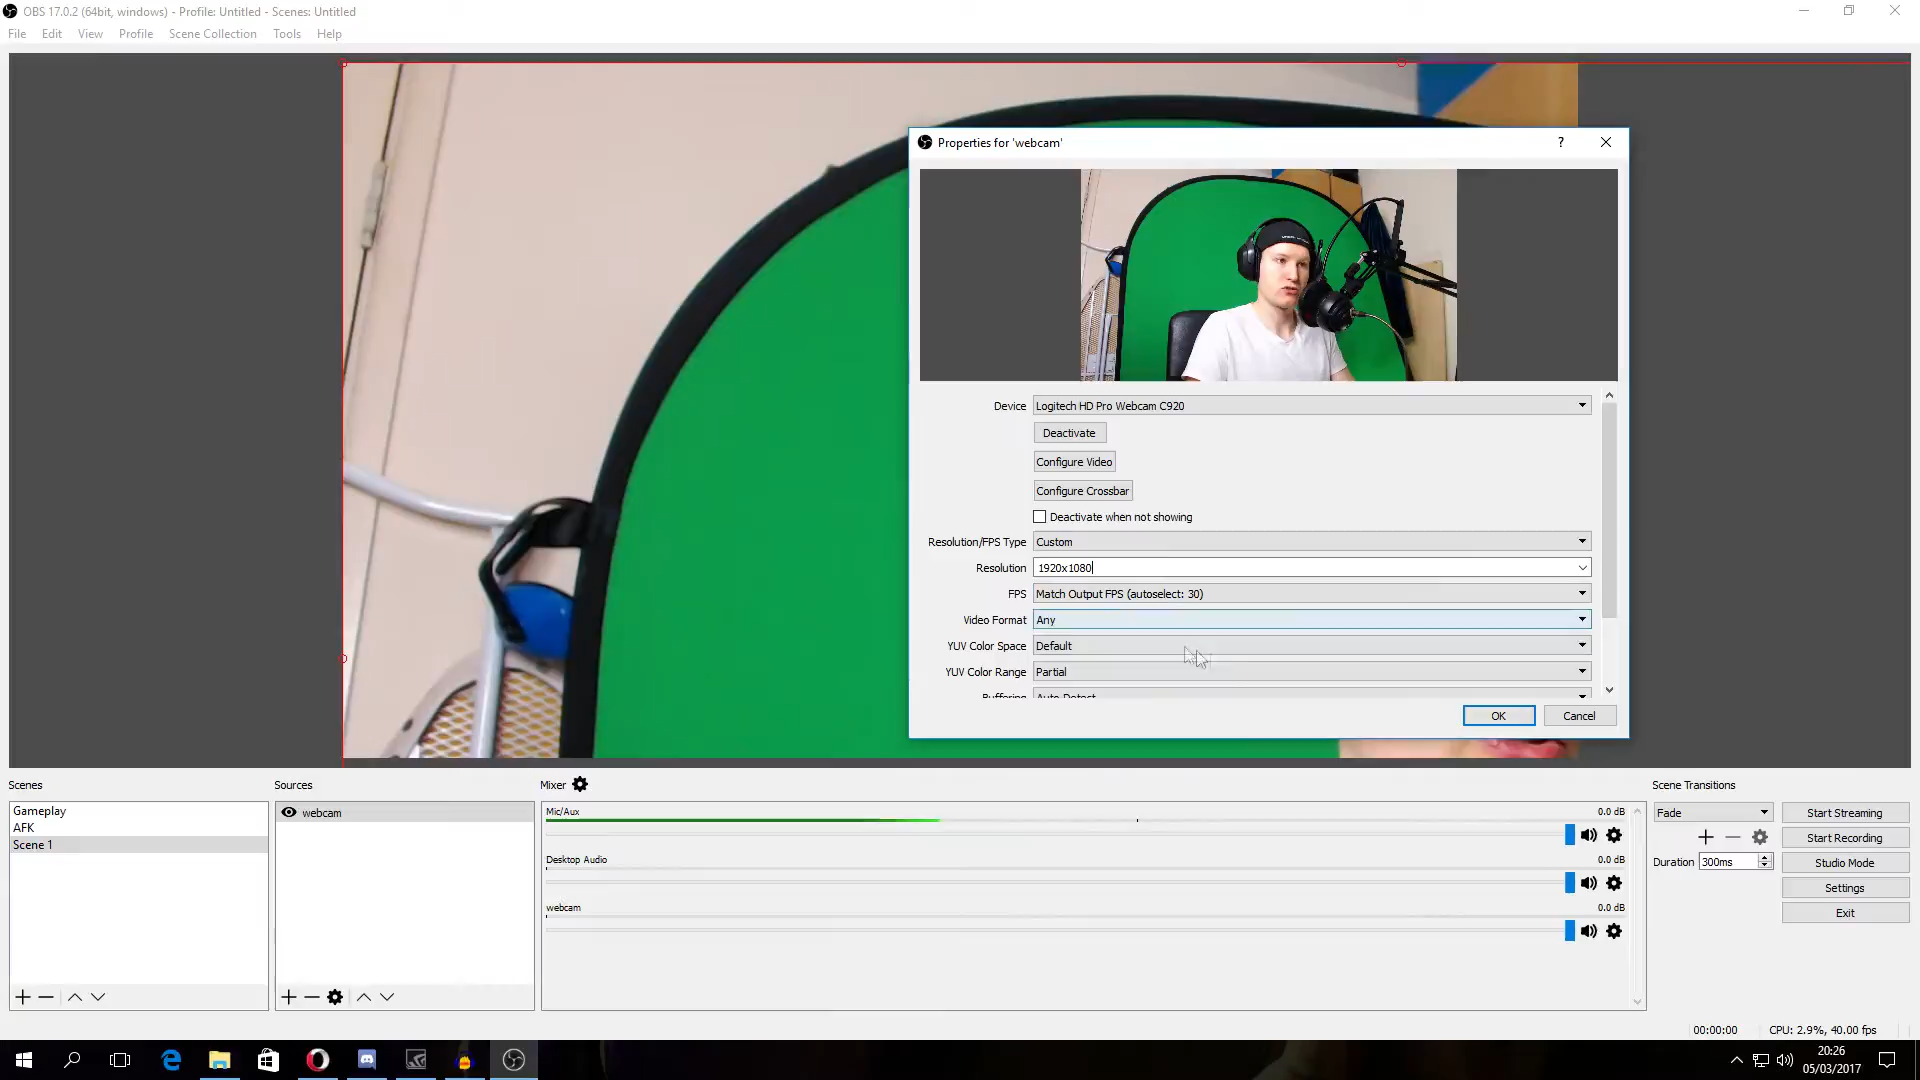 OBS 17.0.2 (64bit, windows) - Profile: Untitled - Scenes: Untitled
File Edit View Profile Scene Collection Tools Help
Properties for 'webcam'
?
Device Logitech HD Pro Webcam C920
Deactivate
Configure Video
Configure Crossbar
Deactivate when not showing
Resolution/FPS Type Custom
Resolution 1920x1080
FPS Match Output FPS (autoselect: 30)
Video Format Any
YUV Color Space Default
YUV Color Range Partial
Buffering Auto-Detect
OK Cancel
Scenes
Gameplay
AFK
Scene 1
Sources
webcam
Mixer
Mic/Aux 0.0 dB
Desktop Audio 0.0 dB
webcam 0.0 dB
Scene Transitions
Fade
Duration 300ms
Start Streaming
Start Recording
Studio Mode
Settings
Exit
00:00:00 CPU: 2.9%, 40.00 fps
20:26
05/03/2017